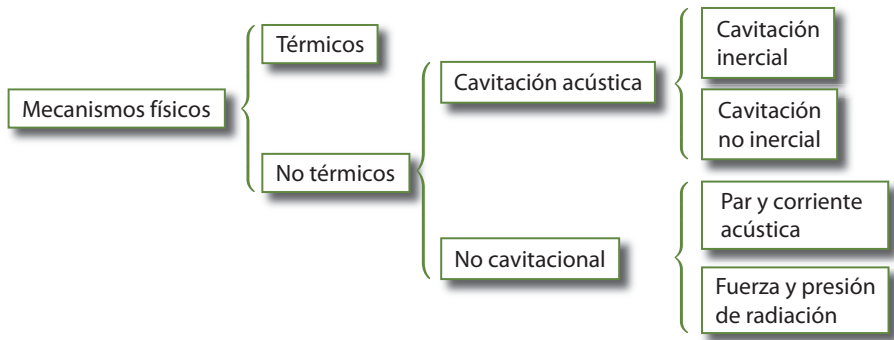 Mecanismos físicos
Térmicos
No térmicos
Cavitación acústica
No cavitacional
Cavitación
inercial
Cavitación
no inercial
Par y corriente
acústica
Fuerza y presión
de radiación